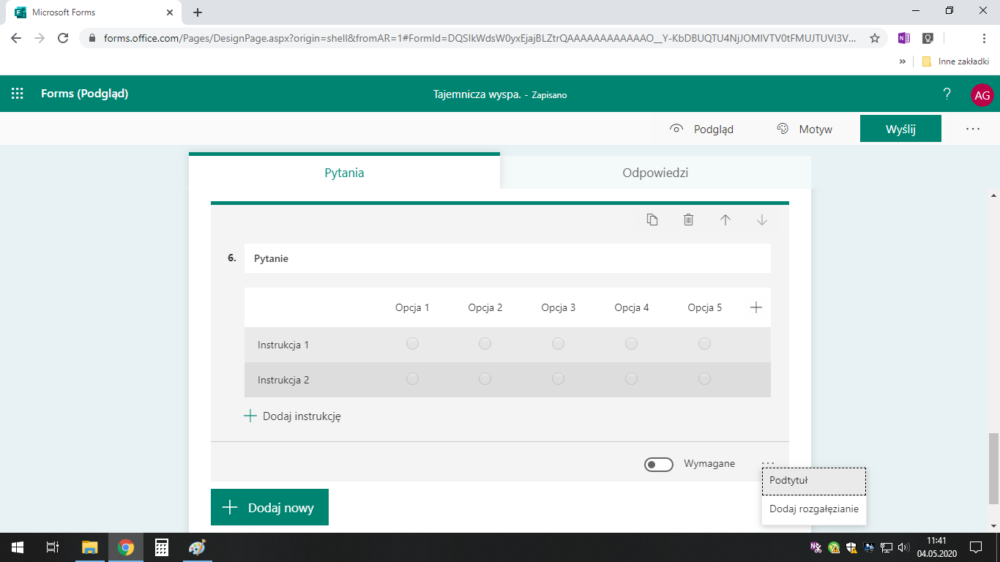 Microsoft Forms
forms.office.com/Pages/DesignPage.aspx?origin=shell&fromAR=1#FormId=DQSIkWdsW0yxEjajBLZtrQAAAAAAAAAAAAO__Y-KbDBUQTU4NjJOMlVTV0tFMUJTUVI3V...
» Inne zakładki
Forms (Podgląd)
Tajemnicza wyspa. - Zapisano
? AG
Podgląd Motyw Wyślij ...
Pytania Odpowiedzi
6. Pytanie
Opcja 1 Opcja 2 Opcja 3 Opcja 4 Opcja 5
Instrukcja 1
Instrukcja 2
Dodaj instrukcję
Wymagane ...
Podtytuł
Dodaj rozgałęzianie
Dodaj nowy
11:41
04.05.2020